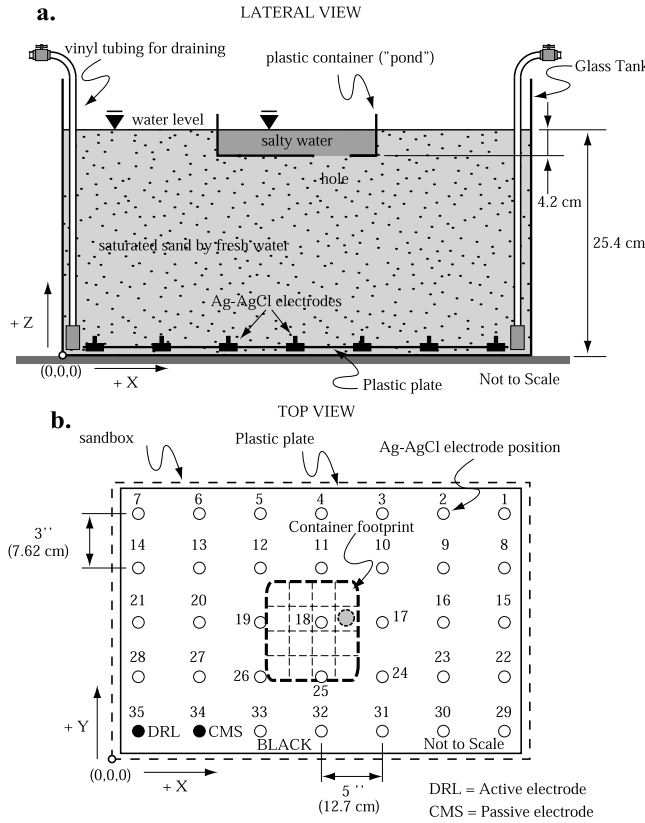 a.
LATERAL VIEW
vinyl tubing for draining
plastic container ("pond")
Glass Tank
water level
salty water
hole
4.2 cm
25.4 cm
saturated sand by fresh water
Ag-AgCl electrodes
+ Z
(0,0,0)
+ X
Plastic plate
Not to Scale
b.
TOP VIEW
sandbox
Plastic plate
Ag-AgCl electrode position
7 6 5 4 3 2 1
3''
(7.62 cm)
Container footprint
14 13 12 11 10 9 8
21 20 19 18 17 16 15
28 27 26 25 24 23 22
35 34 33 32 31 30 29
DRL
CMS
+ Y
BLACK
Not to Scale
(0,0,0)
+ X
5 ''
(12.7 cm)
DRL = Active electrode
CMS = Passive electrode